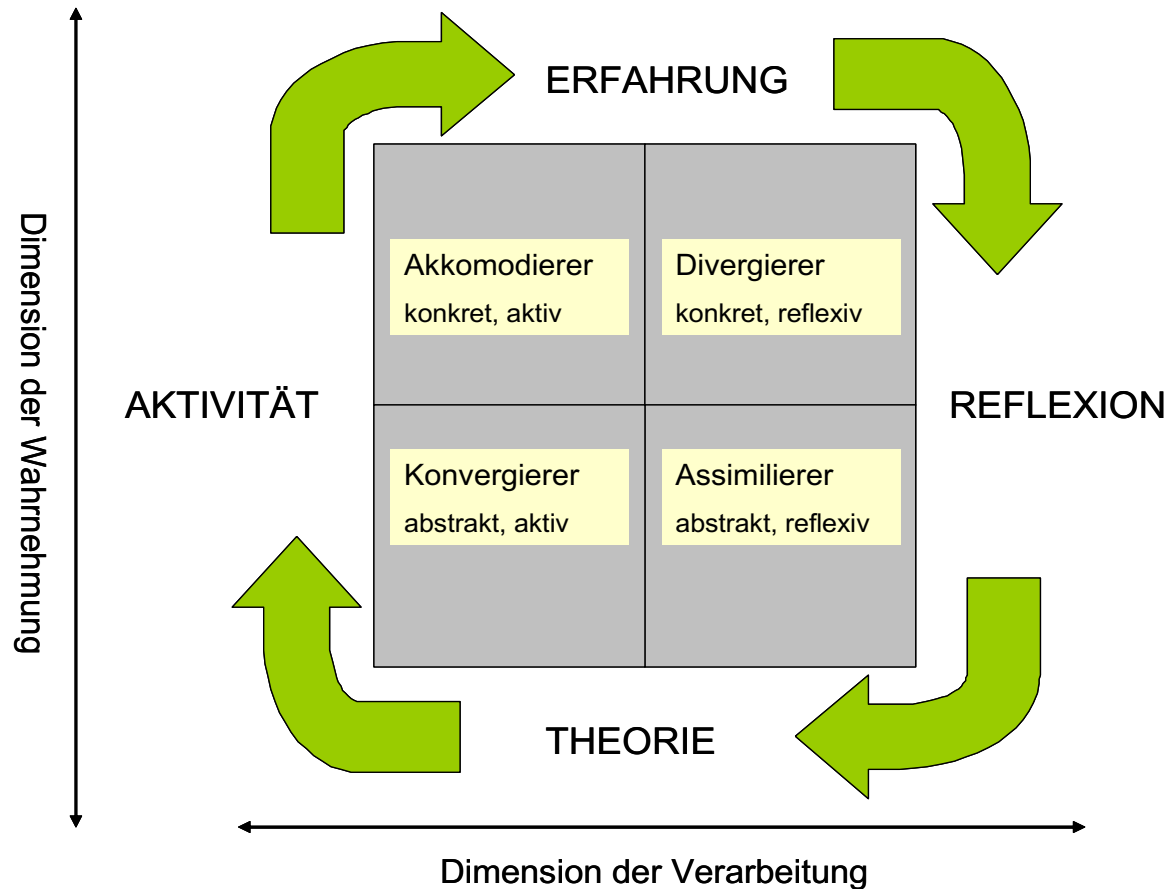 ERFAHRUNG
Akkomodierer
konkret, aktiv
Divergierer
konkret, reflexiv
Dimension der Wahrnehmung
AKTIVITÄT
REFLEXION
Konvergierer
abstrakt, aktiv
Assimilierer
abstrakt, reflexiv
THEORIE
Dimension der Verarbeitung